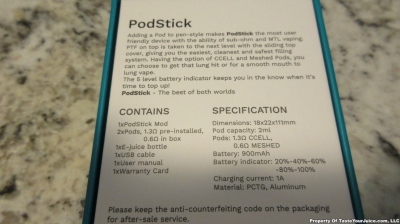 PodStick
Adding a Pod to pen-style makes PodStick the most user
friendly device with the ability of sub-ohm and MTL vaping.
PTF on top is taken to the next level with the sliding top
cover, giving you the easiest, cleanest and safest filling
system. Having the option of CCELL and Meshed Pods, you
can choose to get that lung hit or for a smooth mouth to
lung vape.
The 5 level battery indicator keeps you in the know when it's
time to top up!
PodStick - The best of both worlds
CONTAINS
1xPodStick Mod
2xPods, 1.3Ω pre-installed,
0.6Ω in box
1xE-juice bottle
1xUSB cable
1xUser manual
1xWarranty Card
SPECIFICATION
Dimensions: 18x22x111mm
Pod capacity: 2ml
Pods: 1.3Ω CCELL,
0.6Ω MESHED
Battery: 900mAh
Battery indicator: 20%-40%-60%
-80%-100%
Charging current: 1A
Material: PCTG, Aluminum
Please keep the anti-counterfeiting code on the packaging
for after-sale service.
Property Of TasteYourJuice.com, LLC.